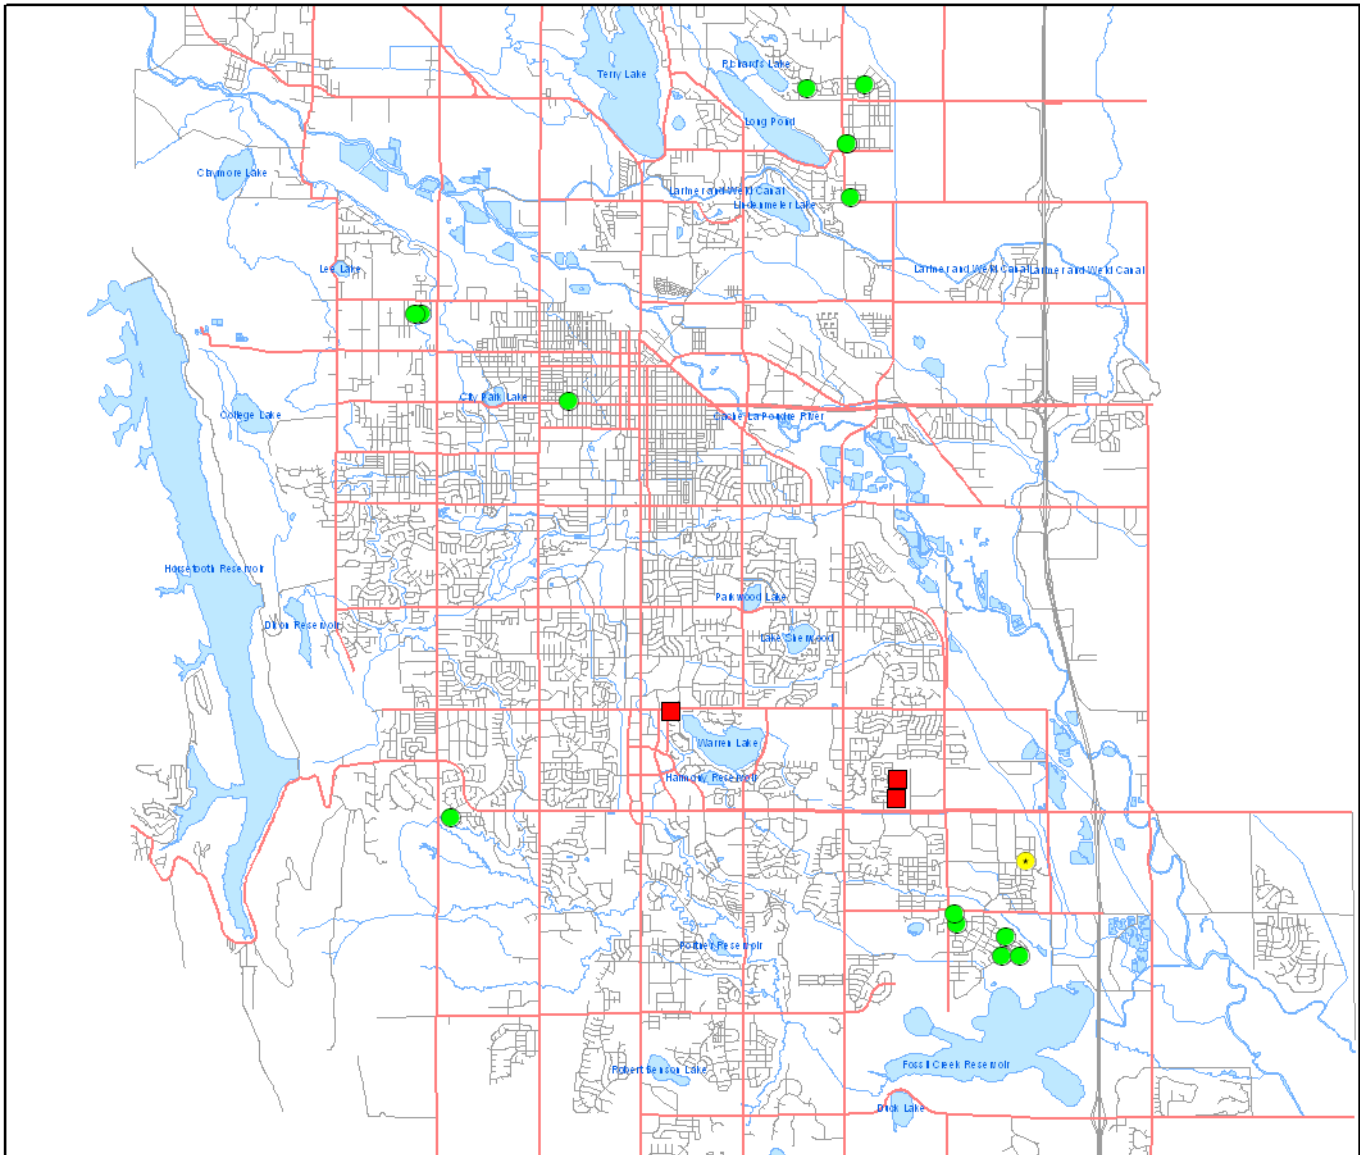 Terry Lake
Richard's Lake
Long Pond
Claymore Lake
Larimer and Weld Canal
Lindenmeier Lake
Lee Lake
Larimer and Weld Canal
Larimer and Weld Canal
City Park Lake
College Lake
Cache La Poudre River
Horsetooth Reservoir
Parkwood Lake
Dixon Reservoir
Lake Sherwood
Warren Lake
Harmony Reservoir
Portner Reservoir
Fossil Creek Reservoir
Robert Benson Lake
Duck Lake